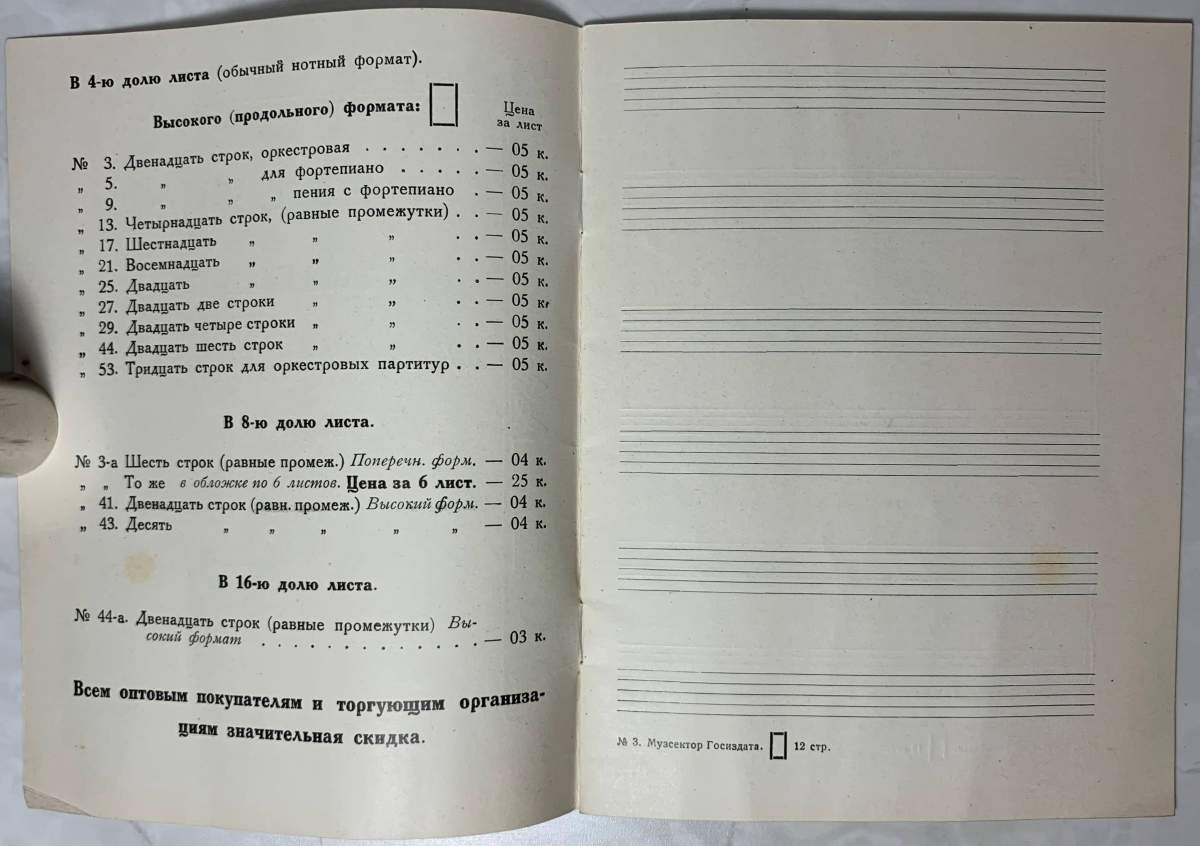 В 4-ю долю листа (обычный нотный формат).
Высокого (продольного) формата:
Цена
за лист
№ 3. Двенадцать строк, оркестровая . . . . . . . — 05 к.
„ 5. „ „ для фортепиано . . . . . — 05 к.
„ 9. „ „ „ пения с фортепиано . — 05 к.
„ 13. Четырнадцать строк, (равные промежутки) . . — 05 к.
„ 17. Шестнадцать „ „ „ . . — 05 к.
„ 21. Восемнадцать „ „ „ . . — 05 к.
„ 25. Двадцать „ „ „ . . — 05 к.
„ 27. Двадцать две строки „ „ . . — 05 к.
„ 29. Двадцать четыре строки „ „ . . — 05 к.
„ 44. Двадцать шесть строк „ „ . . — 05 к.
„ 53. Тридцать строк для оркестровых партитур . . — 05 к.
В 8-ю долю листа.
№ 3-а Шесть строк (равные промеж.) Поперечн. форм. — 04 к.
„ „ То же в обложке по 6 листов. Цена за 6 лист. — 25 к.
„ 41. Двенадцать строк (равн. промеж.) Высокий форм. — 04 к.
„ 43. Десять „ „ „ „ „ — 04 к.
В 16-ю долю листа.
№ 44-а. Двенадцать строк (равные промежутки) Вы-
сокий формат . . . . . . . . . . . . . — 03 к.
Всем оптовым покупателям и торгующим организа-
циям значительная скидка.
№ 3. Музсектор Госиздата. 12 стр.